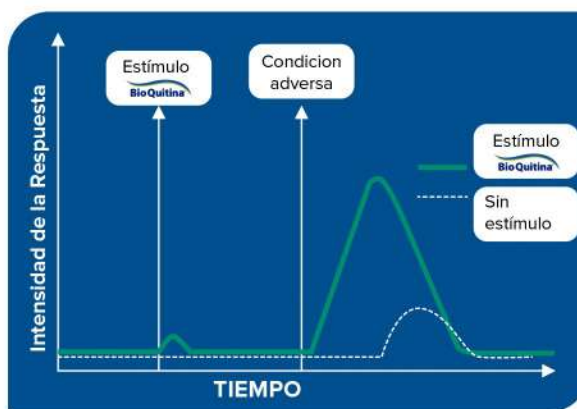 Estímulo
BioQuitina
Condicion
adversa
Estímulo
BioQuitina
Sin
estímulo
Intensidad de la Respuesta
TIEMPO